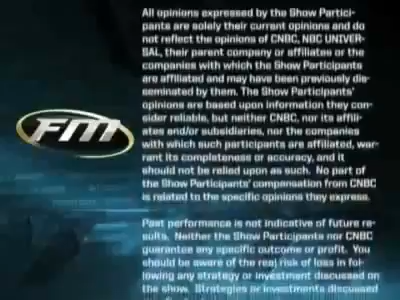 All opinions expressed by the Show Partici-
pants are solely their current opinions and do
not reflect the opinions of CNBC, NBC UNIVER-
SAL, their parent company or affiliates or the
companies with which the Show Participants
are affiliated and may have been previously dis-
seminated by them. The Show Participants'
opinions are based upon information they con-
sider reliable, but neither CNBC, nor its affili-
ates and/or subsidiaries, nor the companies
with which such participants are affiliated, war-
rant its completeness or accuracy, and it
should not be relied upon as such. No part of
the Show Participants' compensation from CNBC
is related to the specific opinions they express.
FM
Past performance is not indicative of future re-
sults. Neither the Show Participants nor CNBC
guarantee any specific outcome or profit. You
should be aware of the real risk of loss in fol-
lowing any strategy or investment discussed on
the show. Strategies or investments discussed